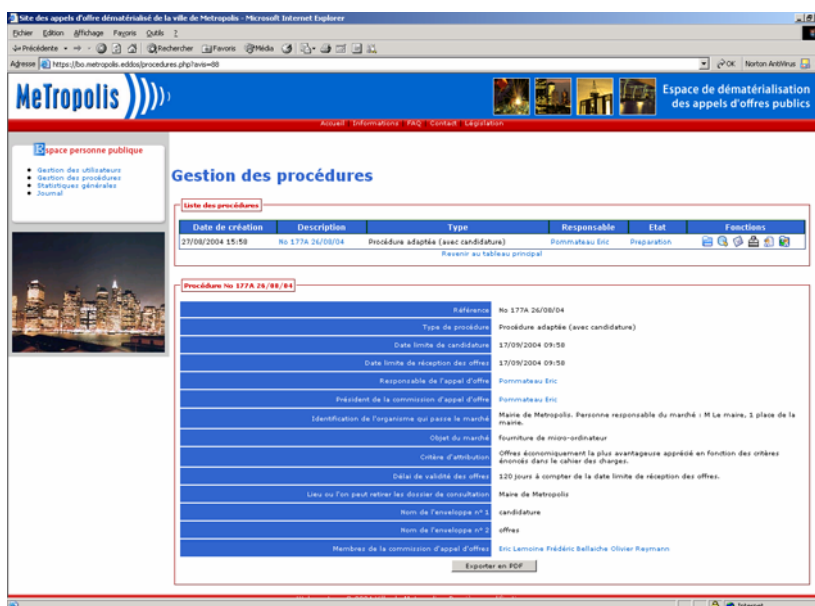 Site des appels d'offre dématérialisé de la ville de Metropolis - Microsoft Internet Explorer
Fichier Edition Affichage Favoris Outils ?
Précédente Rechercher Favoris Média
Adresse https://bo.metropolis.eddos/procedures.php?avis=88 OK Norton AntiVirus
MeTropolis
Espace de dématérialisation
des appels d'offres publics
Accueil Informations FAQ Contact Législation
Espace personne publique
Gestion des utilisateurs
Gestion des procédures
Statistiques générales
Journal
Gestion des procédures
Liste des procédures
Date de création Description Type Responsable Etat Fonctions
27/08/2004 15:58 No 177A 26/08/04 Procédure adaptée (avec candidature) Pommateau Eric Preparation
Revenir au tableau principal
Procédure No 177A 26/08/04
Référence No 177A 26/08/04
Type de procédure Procédure adaptée (avec candidature)
Date limite de candidature 17/09/2004 09:58
Date limite de réception des offres 17/09/2004 09:58
Responsable de l'appel d'offre Pommateau Eric
Président de la commission d'appel d'offre Pommateau Eric
Identification de l'organisme qui passe le marché Mairie de Metropolis. Personne responsable du marché : M Le maire, 1 place de la
mairie.
Objet du marché fourniture de micro-ordinateur
Critère d'attribution Offres économiquement la plus avantageuse apprécié en fonction des critères
énoncés dans le cahier des charges.
Délai de validité des offres 120 jours à compter de la date limite de réception des offres.
Lieu ou l'on peut retirer les dossier de consultation Maire de Metropolis
Nom de l'enveloppe n° 1 candidature
Nom de l'enveloppe n° 2 offres
Membres de la commission d'appel d'offres Eric Lemoine Frédéric Bellaiche Olivier Reymann
Exporter en PDF
Internet